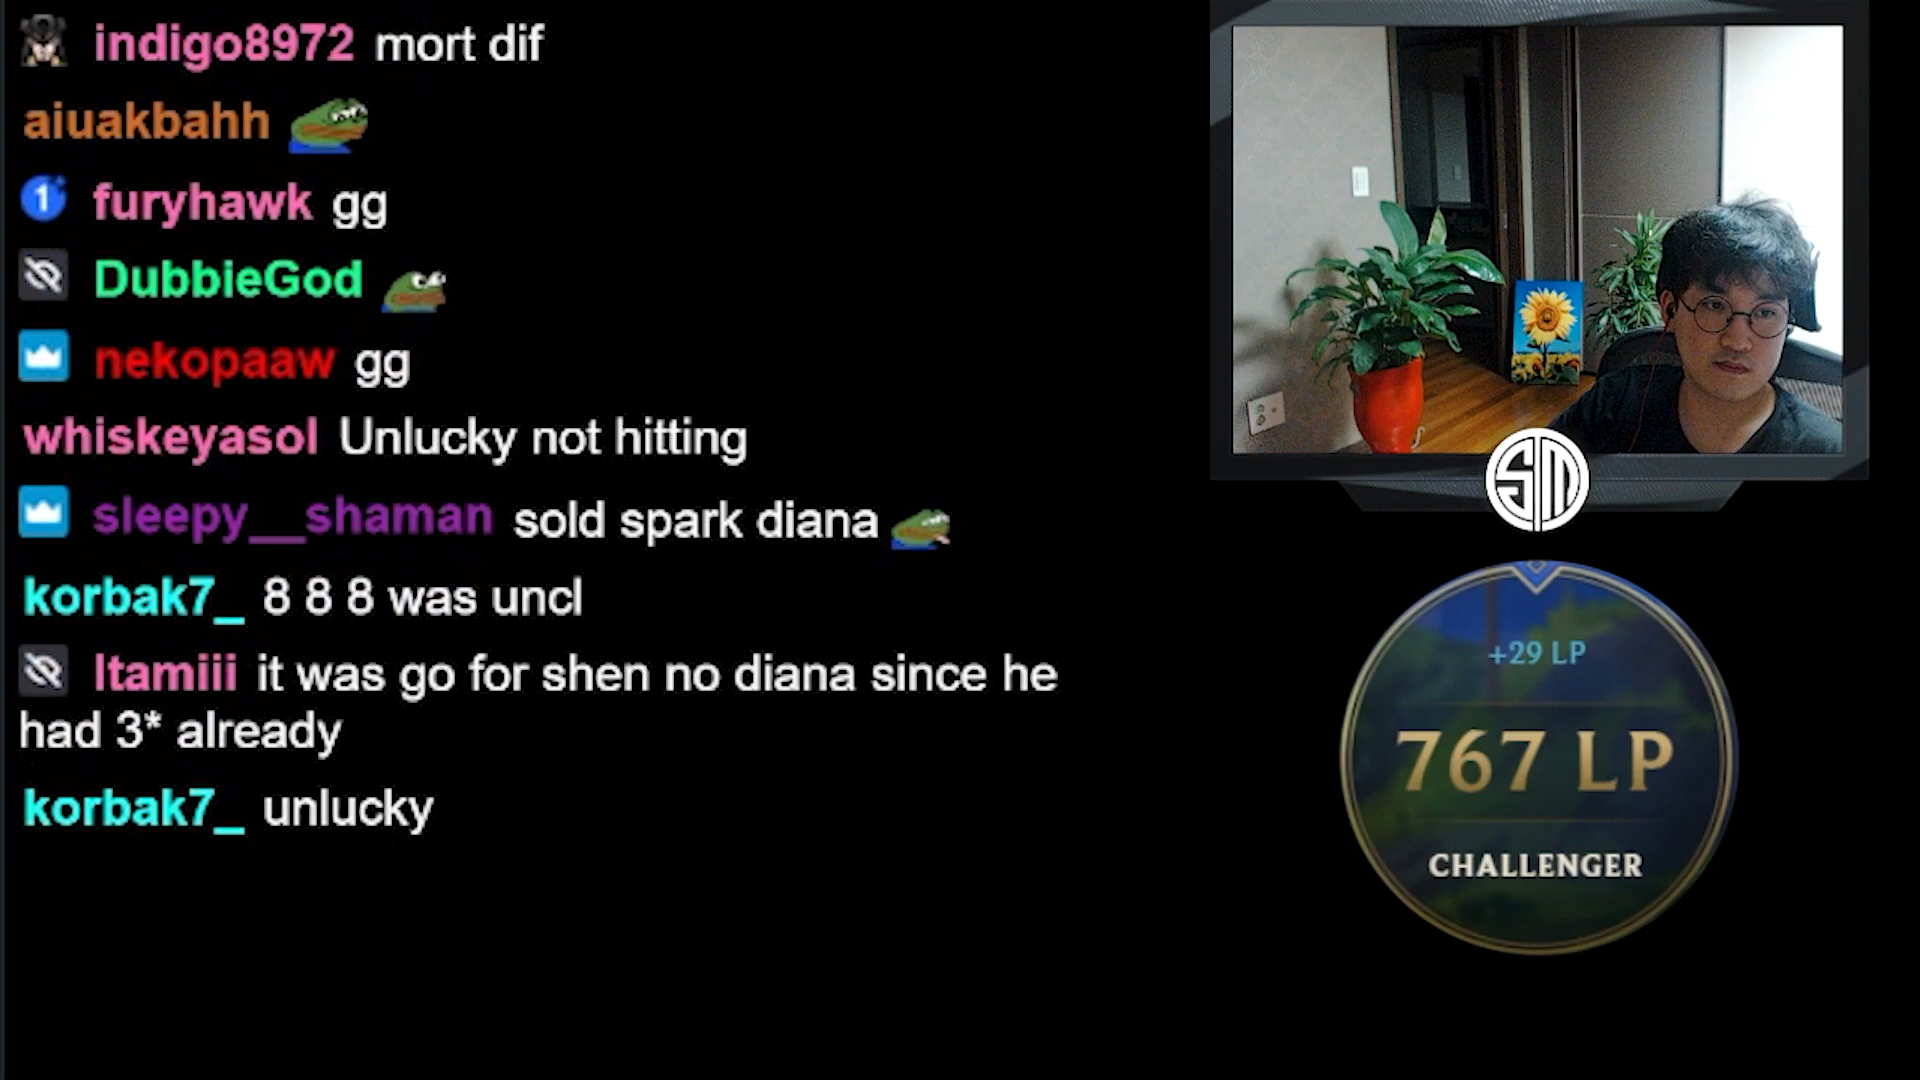 indigo8972 mort dif
aiuakbahh
1 furyhawk gg
DubbieGod
nekopaaw gg
whiskeyasol Unlucky not hitting
sleepy__shaman sold spark diana
korbak7_ 8 8 8 was uncl
Itamiii it was go for shen no diana since he
had 3* already
korbak7_ unlucky
TSM
+29 LP
767 LP
CHALLENGER